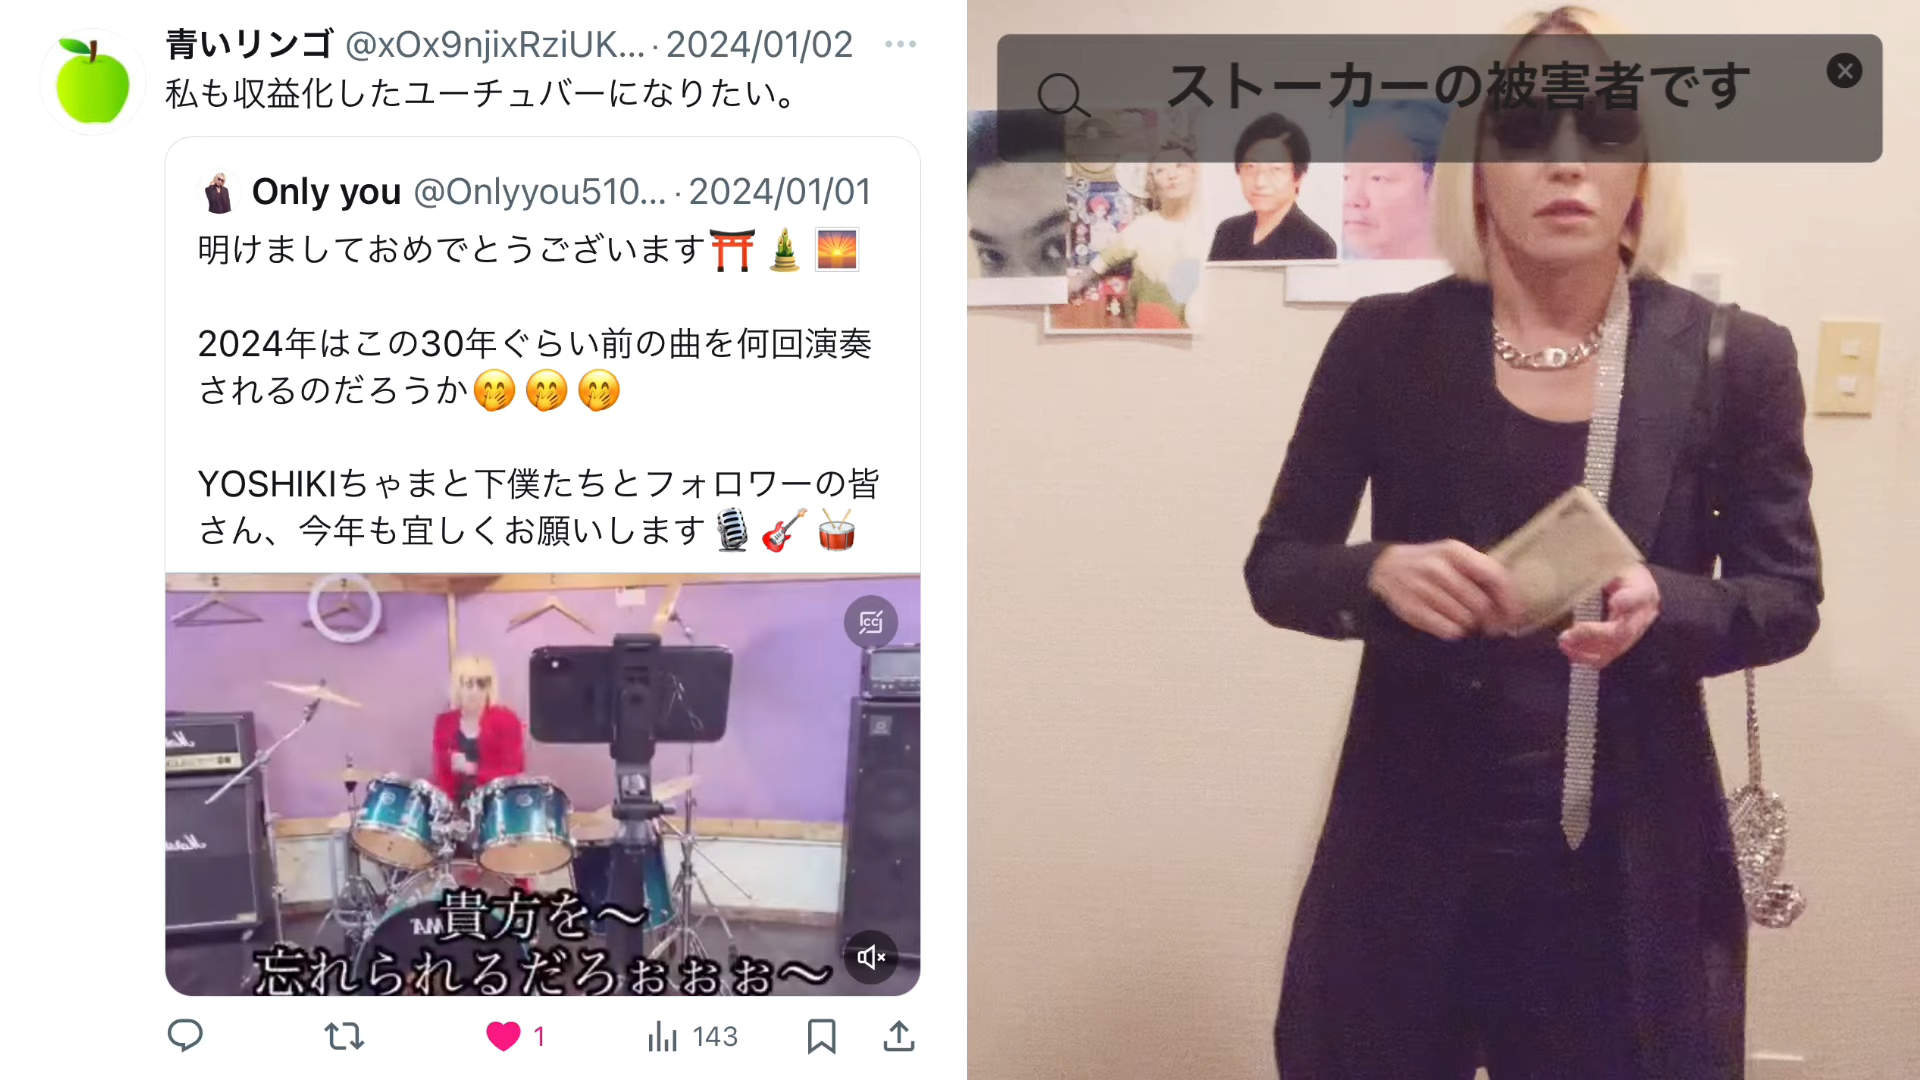 青いリンゴ @xOx9njixRziUK... · 2024/01/02
私も収益化したユーチュバーになりたい。
Only you @Onlyyou510... · 2024/01/01
明けましておめでとうございます⛩️🎍🌅
2024年はこの30年ぐらい前の曲を何回演奏
されるのだろうか🤭🤭🤭
YOSHIKIちゃまと下僕たちとフォロワーの皆
さん、今年も宜しくお願いします🎙️🎸🥁
貴方を〜
忘れられるだろぉぉぉ〜
1
143
ストーカーの被害者です